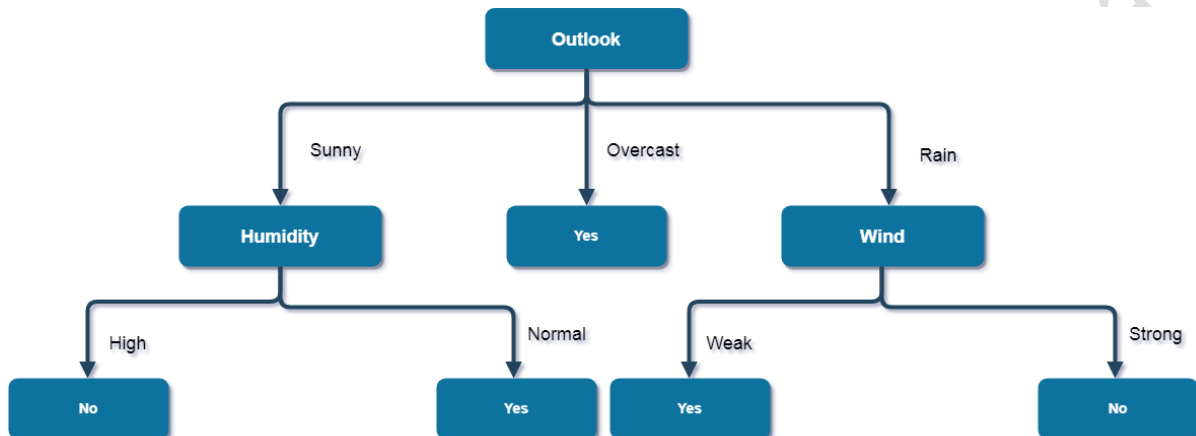 Outlook
Sunny
Overcast
Rain
Humidity
Yes
Wind
High
Normal
Weak
Strong
No
Yes
Yes
No